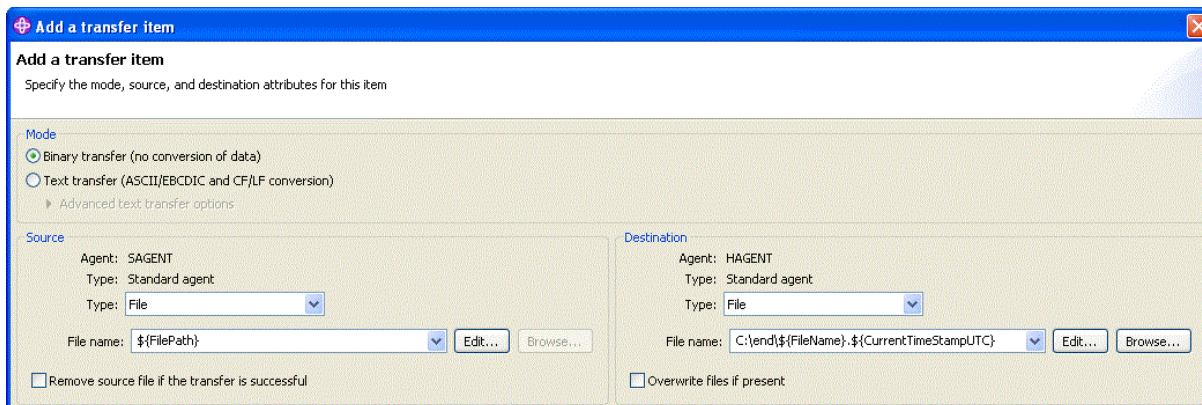 Add a transfer item
Add a transfer item
Specify the mode, source, and destination attributes for this item
Mode
Binary transfer (no conversion of data)
Text transfer (ASCII/EBCDIC and CF/LF conversion)
Advanced text transfer options
Source
Agent: SAGENT
Type: Standard agent
Type: File
File name: ${FilePath} Edit... Browse...
Remove source file if the transfer is successful
Destination
Agent: HAGENT
Type: Standard agent
Type: File
File name: C:\end\${FileName}.${CurrentTimeStampUTC} Edit... Browse...
Overwrite files if present